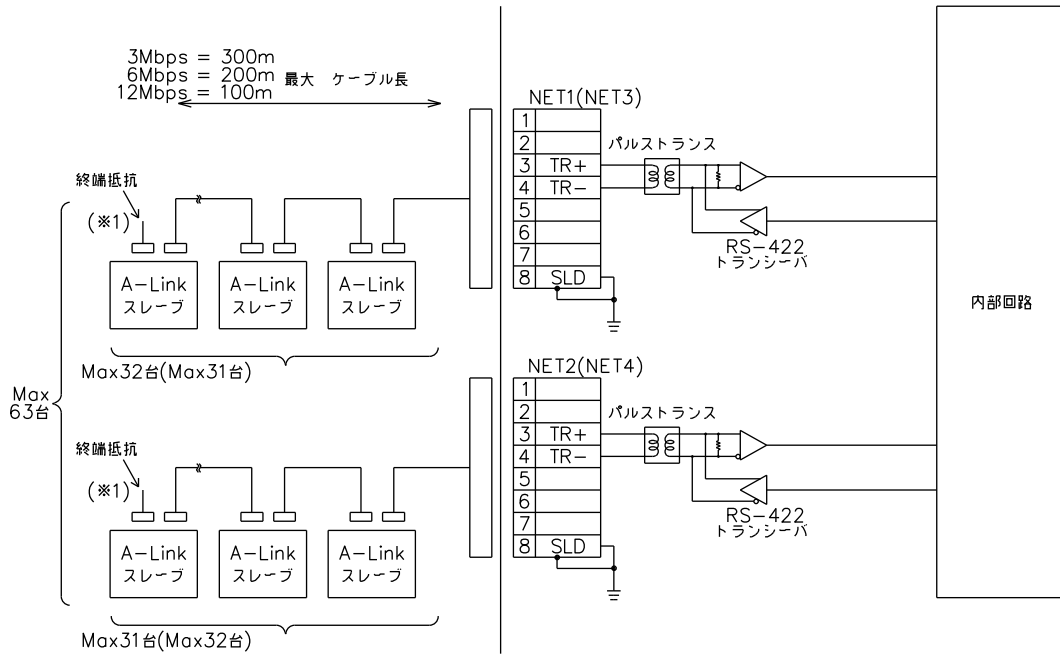 3Mbps = 300m
6Mbps = 200m 最大 ケーブル長
12Mbps = 100m
終端抵抗
(※1)
A-Link
スレーブ
A-Link
スレーブ
A-Link
スレーブ
Max32台(Max31台)
Max
63台
終端抵抗
(※1)
A-Link
スレーブ
A-Link
スレーブ
A-Link
スレーブ
Max31台(Max32台)
NET1(NET3)
1
2
3 TR+
4 TR-
5
6
7
8 SLD
パルストランス
RS-422
トランシーバ
NET2(NET4)
1
2
3 TR+
4 TR-
5
6
7
8 SLD
パルストランス
RS-422
トランシーバ
内部回路